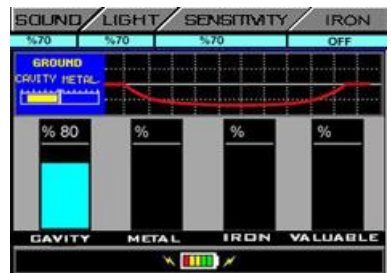 SOUND LIGHT SENSITIVITY IRON
%70 %70 %70 OFF
GROUND
CAVITY METAL
% 80 % % %
CAVITY METAL IRON VALUABLE